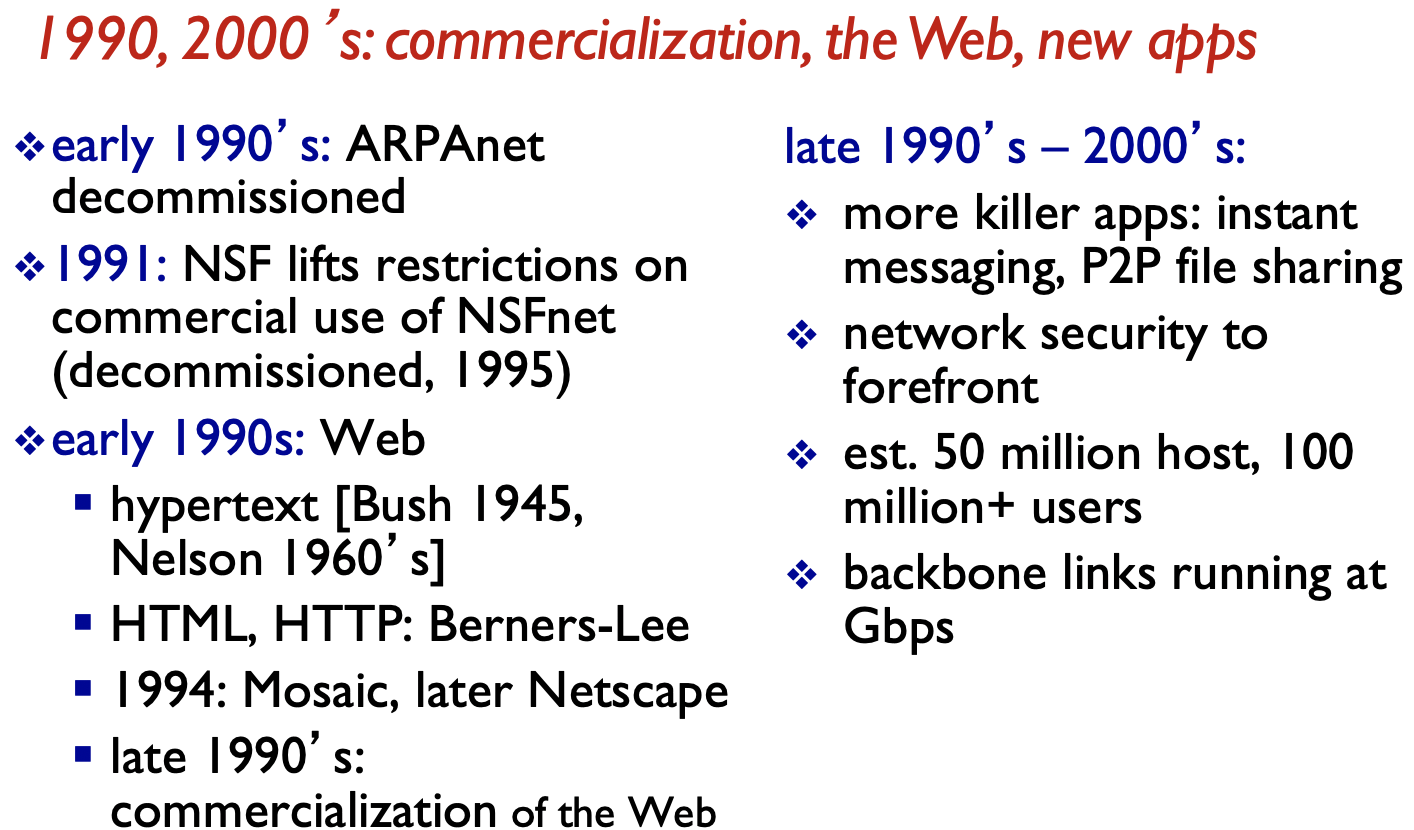 1990, 2000 ’s: commercialization, the Web, new apps
❖ early 1990’ s: ARPAnet
decommissioned
❖ 1991: NSF lifts restrictions on
commercial use of NSFnet
(decommissioned, 1995)
❖ early 1990s: Web
▪ hypertext [Bush 1945,
Nelson 1960’ s]
▪ HTML, HTTP: Berners-Lee
▪ 1994: Mosaic, later Netscape
▪ late 1990’ s:
commercialization of the Web
late 1990’ s – 2000’ s:
❖ more killer apps: instant
messaging, P2P file sharing
❖ network security to
forefront
❖ est. 50 million host, 100
million+ users
❖ backbone links running at
Gbps